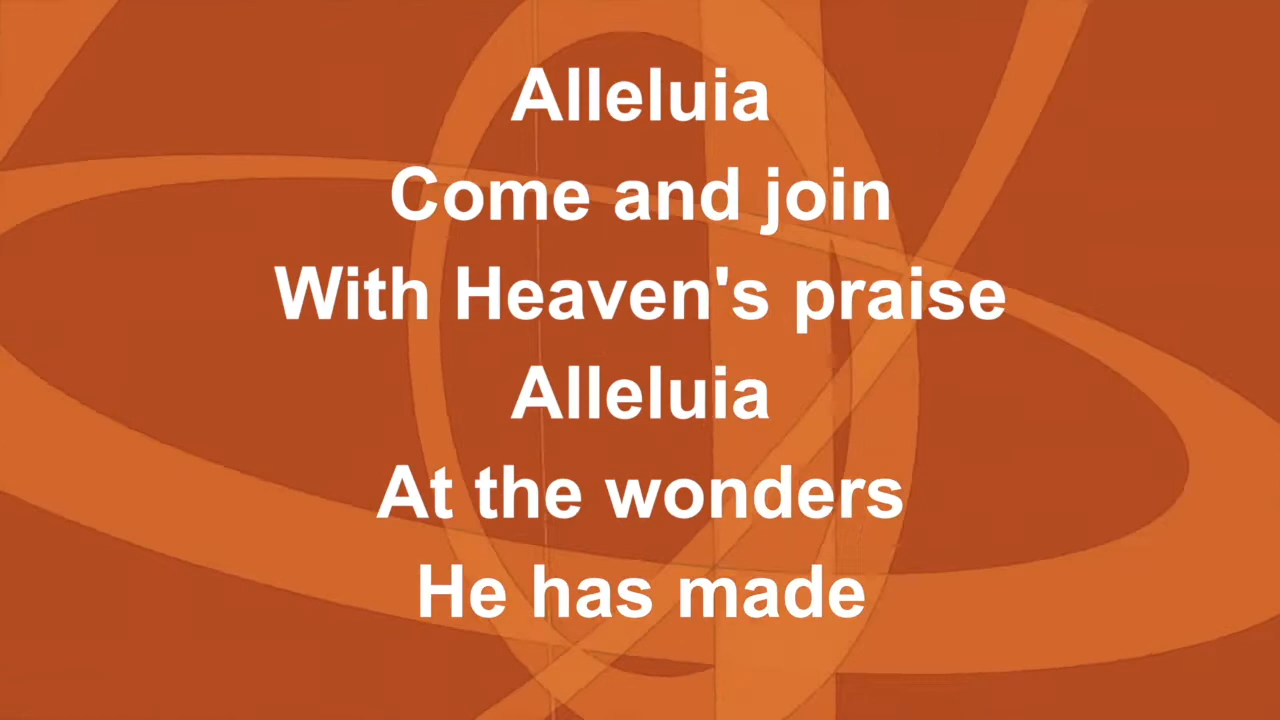 Alleluia
Come and join
With Heaven's praise
Alleluia
At the wonders
He has made